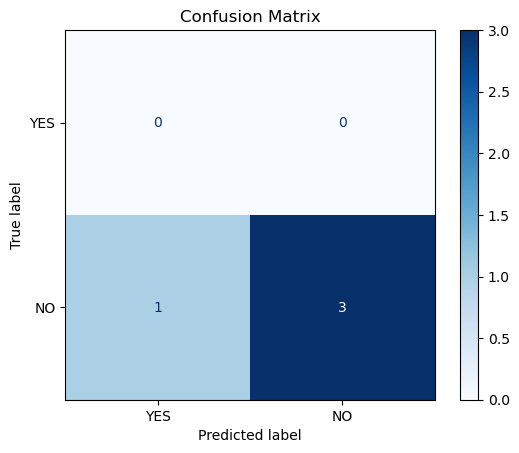 Confusion Matrix
3.0
YES
0
0
2.5
2.0
True label
1.5
NO
1
3
1.0
0.5
0.0
YES
NO
Predicted label